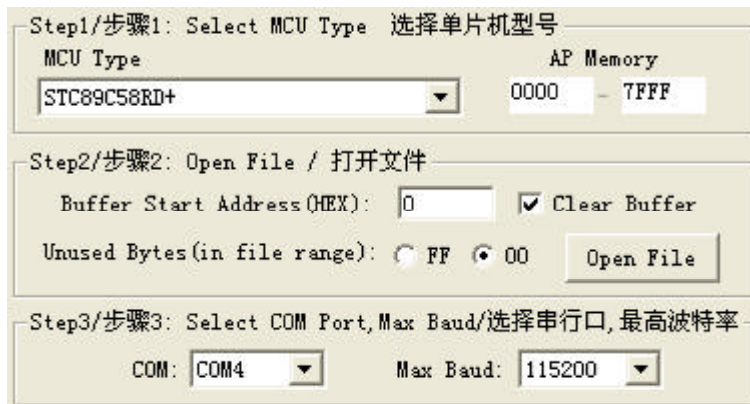 Step1/步骤1: Select MCU Type 选择单片机型号
MCU Type AP Memory
STC89C58RD+ 0000 - 7FFF
Step2/步骤2: Open File / 打开文件
Buffer Start Address(HEX): 0 Clear Buffer
Unused Bytes(in file range): FF 00 Open File
Step3/步骤3: Select COM Port,Max Baud/选择串行口,最高波特率
COM: COM4 Max Baud: 115200